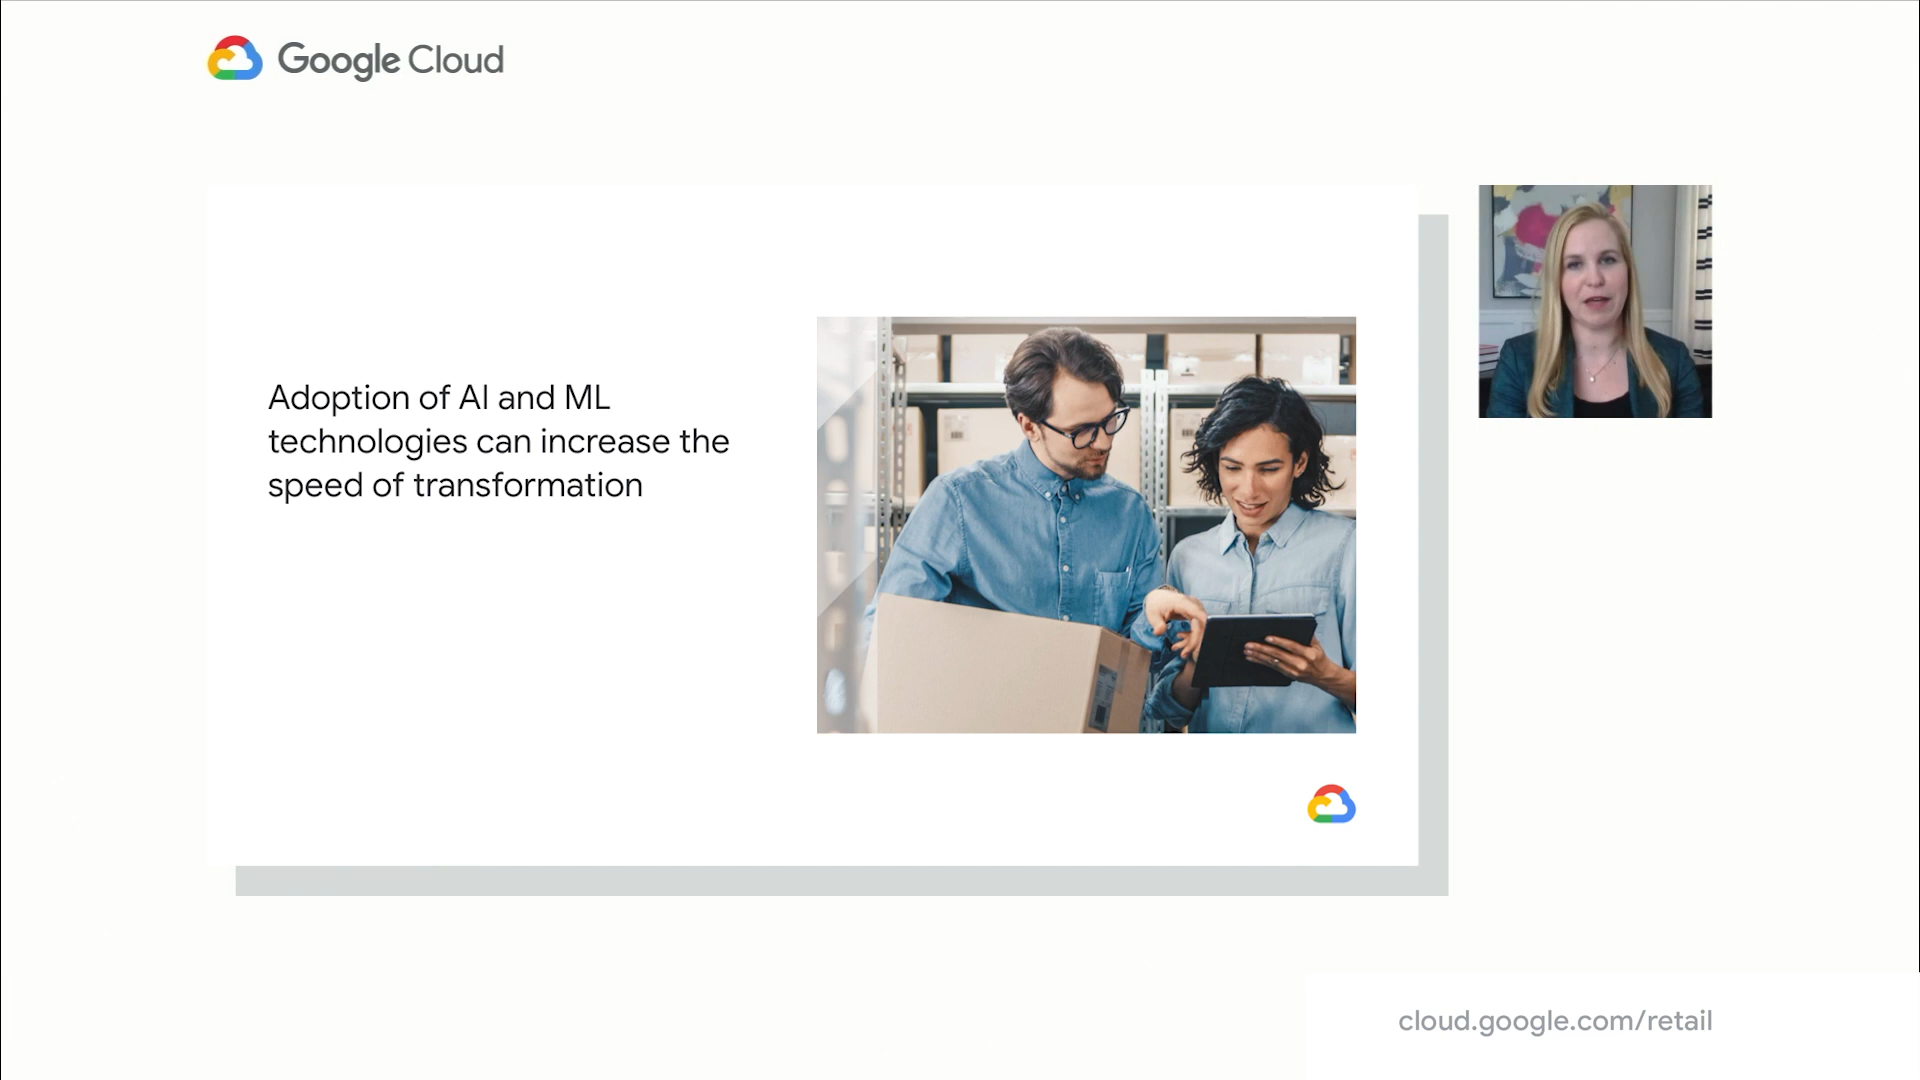 Google Cloud
Adoption of AI and ML
technologies can increase the
speed of transformation
cloud.google.com/retail